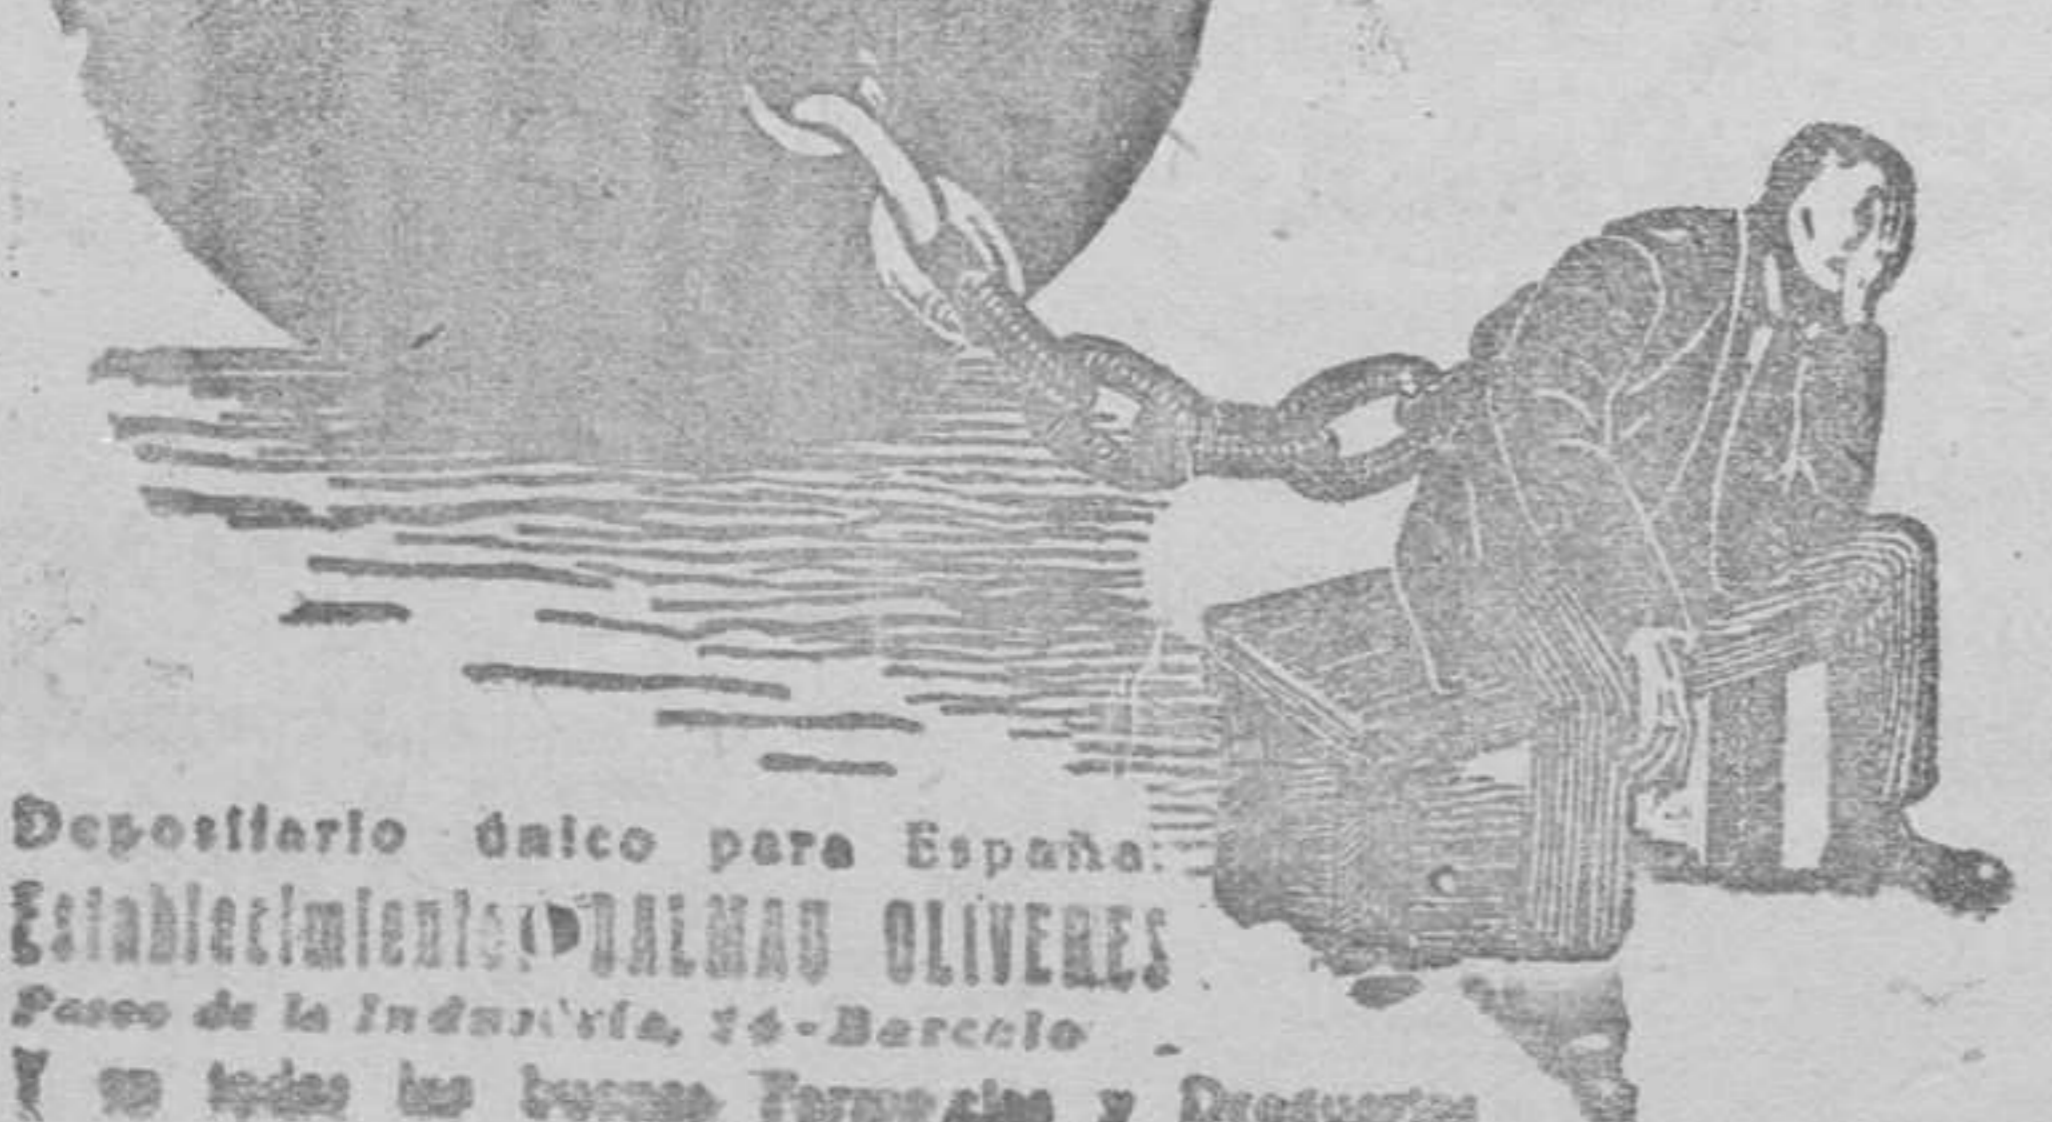 Depositario único para España:
Establecimientos DALMAU OLIVERES
Paseo de la Industria, 14 - Barcelo
Y en todas las buenas Farmacias y Droguerías